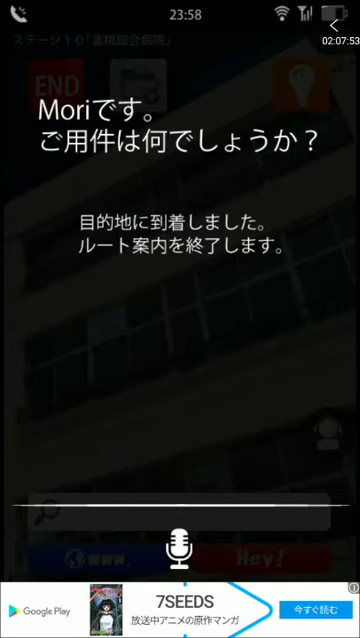 23:58
02:07:53
ステージ10「富根総合病院」
END
Moriです。
ご用件は何でしょうか？
目的地に到着しました。
ルート案内を終了します。
www.
Hey!
Google Play
7SEEDS
放送中アニメの原作マンガ
今すぐ読む